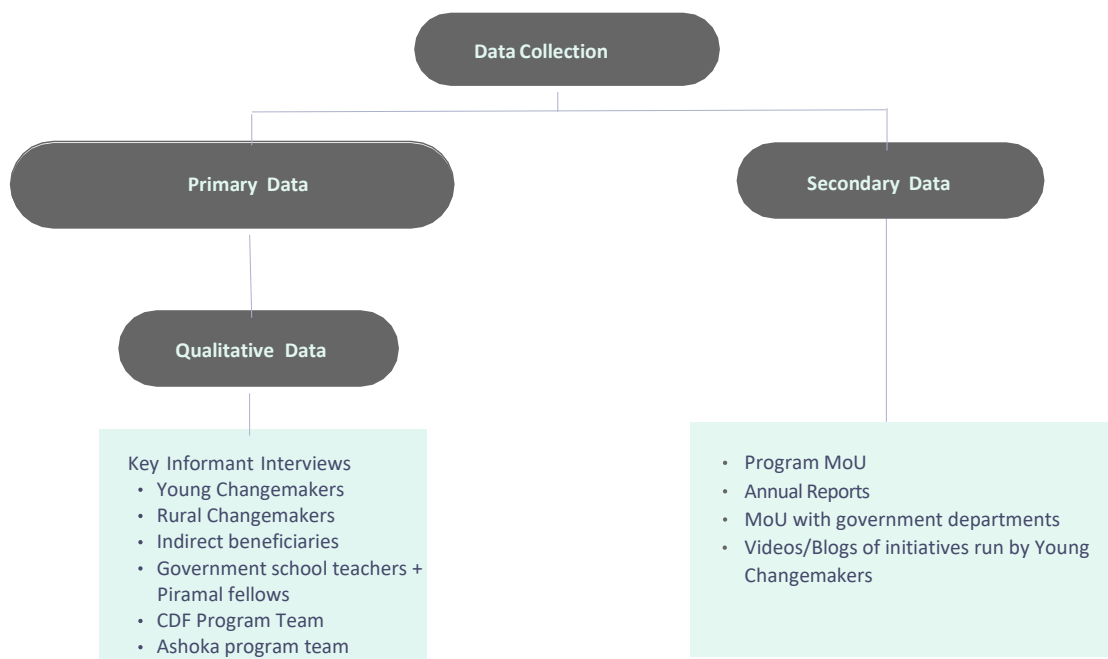 Data Collection
Primary Data
Secondary Data
Qualitative Data
Key Informant Interviews
• Young Changemakers
• Rural Changemakers
• Indirect beneficiaries
• Government school teachers +
Piramal fellows
• CDF Program Team
• Ashoka program team
• Program MoU
• Annual Reports
• MoU with government departments
• Videos/Blogs of initiatives run by Young
Changemakers